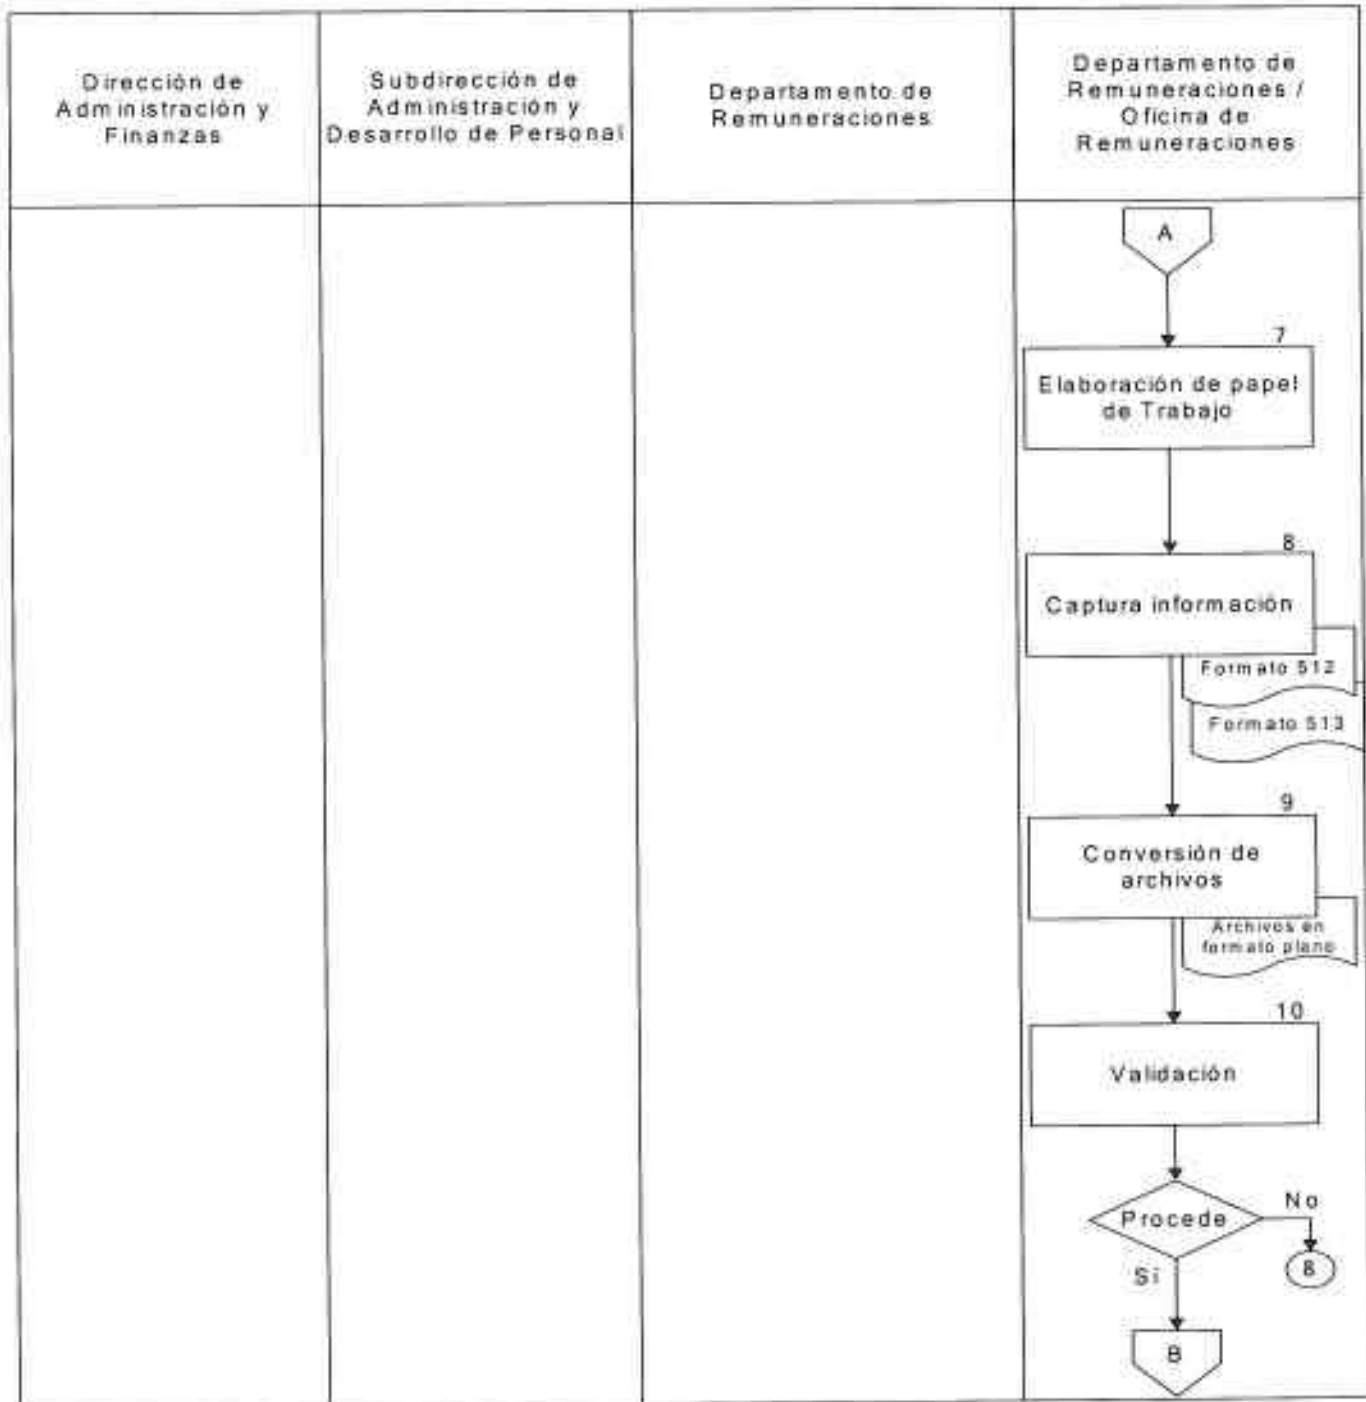 Dirección de
Administración y
Finanzas
Subdirección de
Administración y
Desarrollo de Personal
Departamento de
Remuneraciones
Departamento de
Remuneraciones /
Oficina de
Remuneraciones
A
7
Elaboración de papel
de Trabajo
8
Captura información
Formato 512
Formato 513
9
Conversión de
archivos
Archivos en
formato plano
10
Validación
Procede
No
8
Si
B